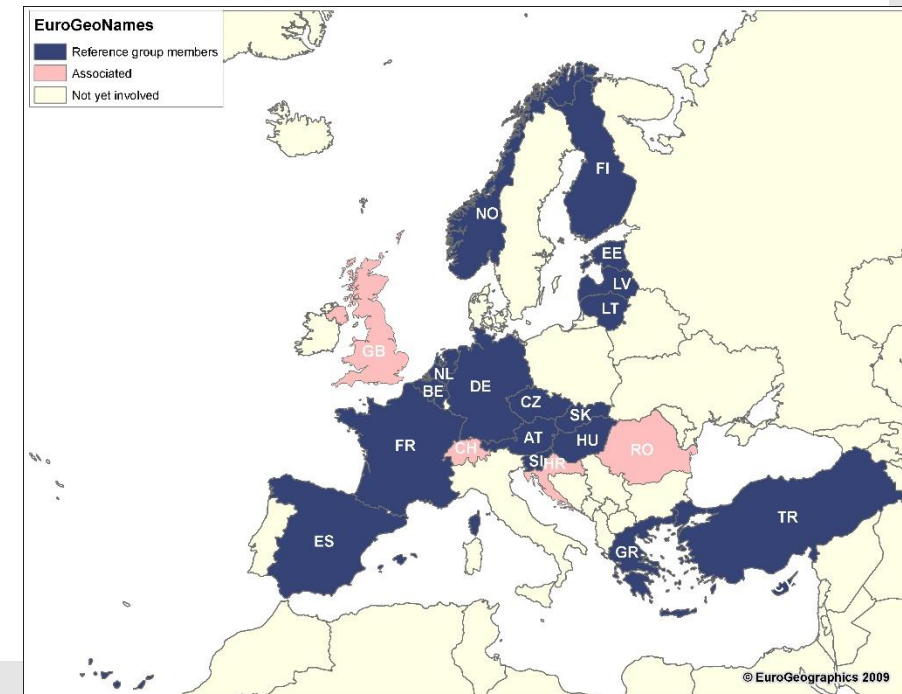 EuroGeoNames
Reference group members
Associated
Not yet involved
FI
NO
EE
LV
LT
GB
NL
BE
DE
CZ
SK
FR
AT
HU
CH
SI
HR
RO
ES
TR
GR
© EuroGeographics 2009